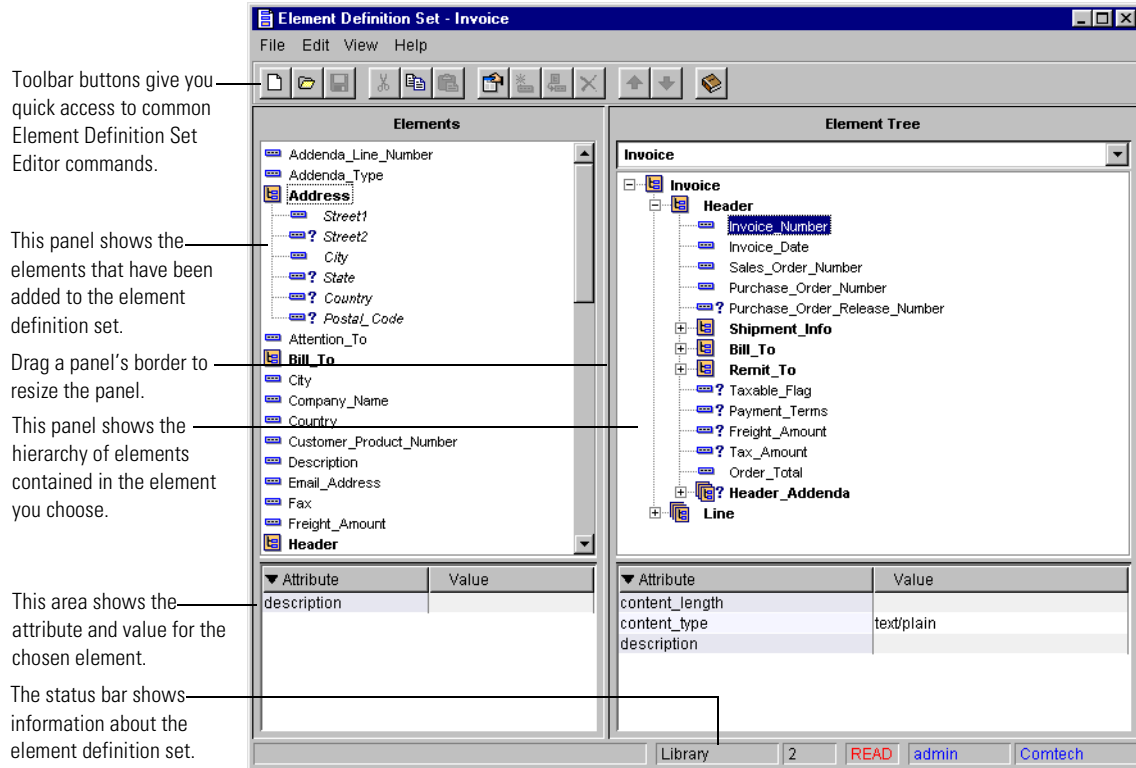 Element Definition Set - Invoice
File Edit View Help
Toolbar buttons give you
quick access to common
Element Definition Set
Editor commands.
This panel shows the
elements that have been
added to the element
definition set.
Drag a panel's border to
resize the panel.
This panel shows the
hierarchy of elements
contained in the element
you choose.
This area shows the
attribute and value for the
chosen element.
The status bar shows
information about the
element definition set.
Elements
Addenda_Line_Number
Addenda_Type
Address
Street1
? Street2
City
? State
? Country
? Postal_Code
Attention_To
Bill_To
City
Company_Name
Country
Customer_Product_Number
Description
Email_Address
Fax
Freight_Amount
Header
Attribute Value
description
Element Tree
Invoice
Invoice
Header
Invoice_Number
Invoice_Date
Sales_Order_Number
Purchase_Order_Number
? Purchase_Order_Release_Number
Shipment_Info
Bill_To
Remit_To
? Taxable_Flag
? Payment_Terms
? Freight_Amount
? Tax_Amount
Order_Total
? Header_Addenda
Line
Attribute Value
content_length
content_type text/plain
description
Library 2 READ admin Comtech